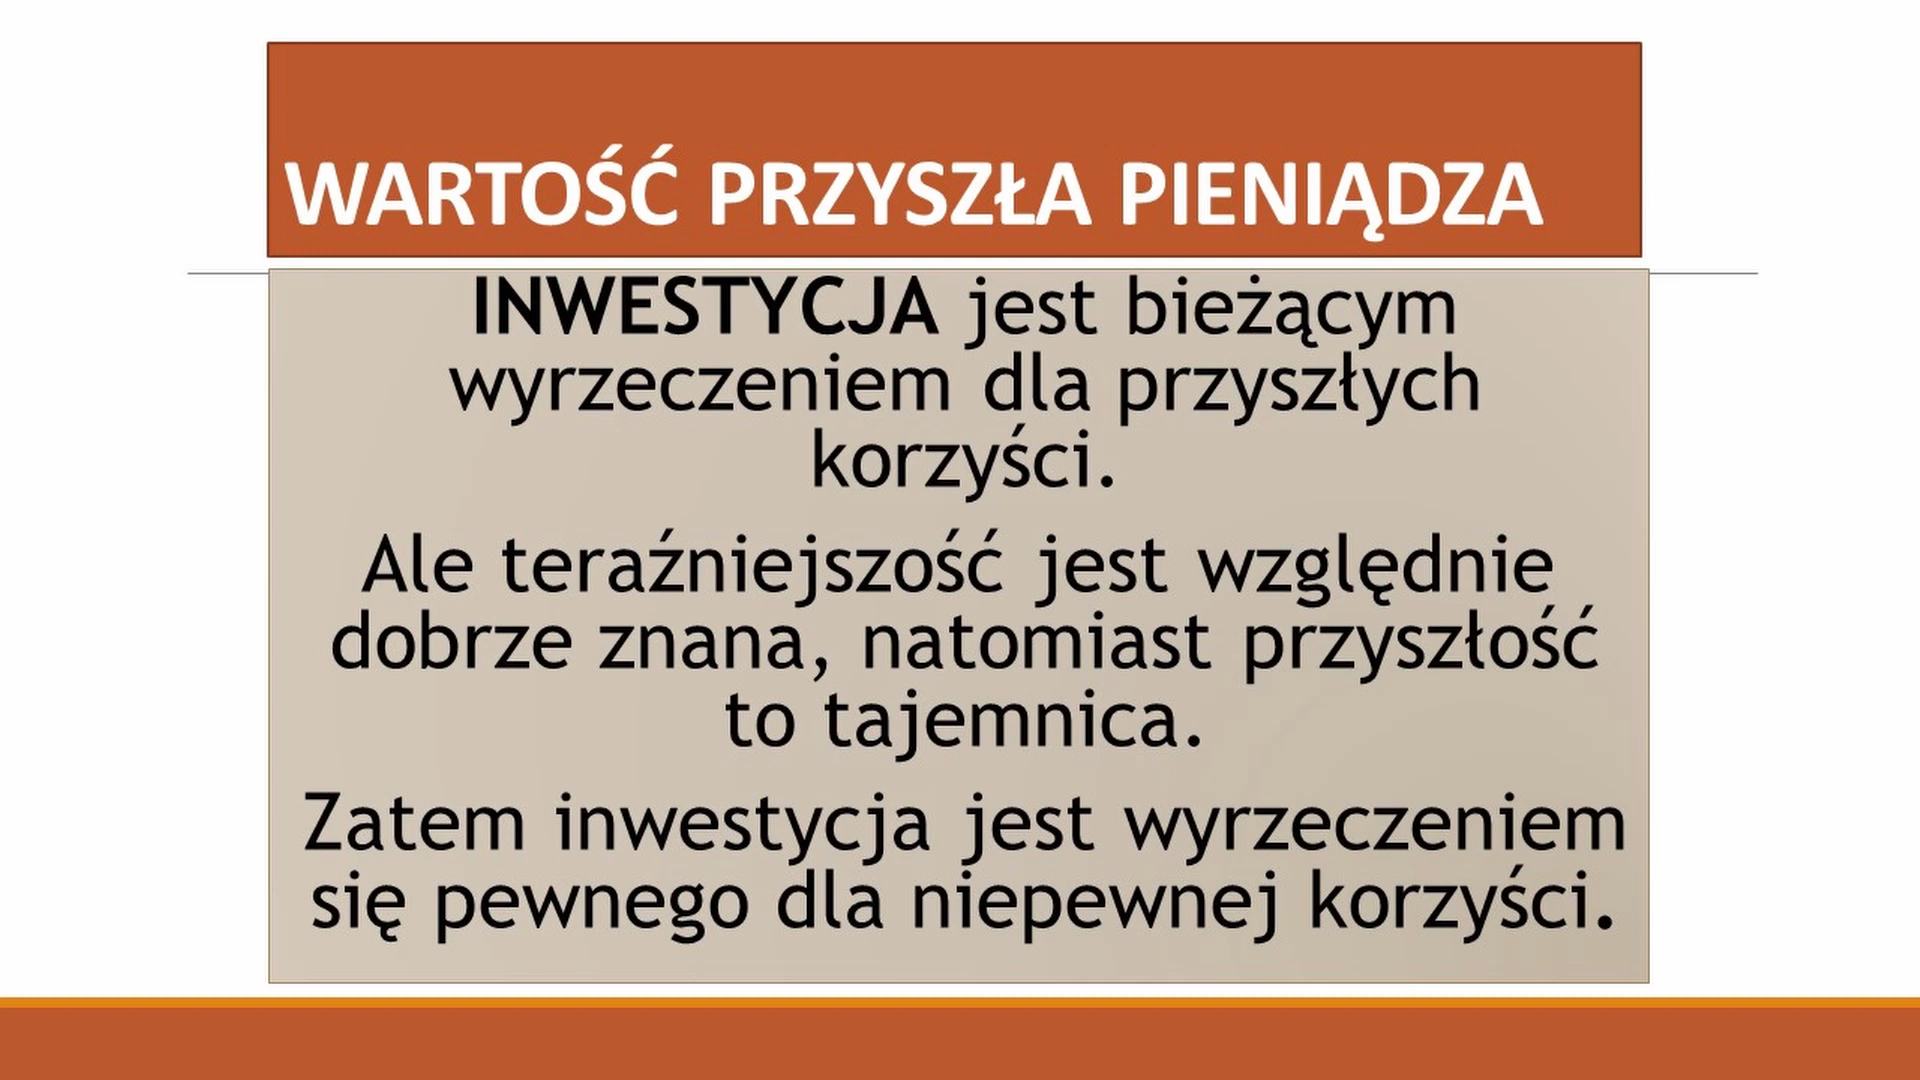 WARTOŚĆ PRZYSZŁA PIENIĄDZA
INWESTYCJA jest bieżącym
wyrzeczeniem dla przyszłych
korzyści.
Ale teraźniejszość jest względnie
dobrze znana, natomiast przyszłość
to tajemnica.
Zatem inwestycja jest wyrzeczeniem
się pewnego dla niepewnej korzyści.